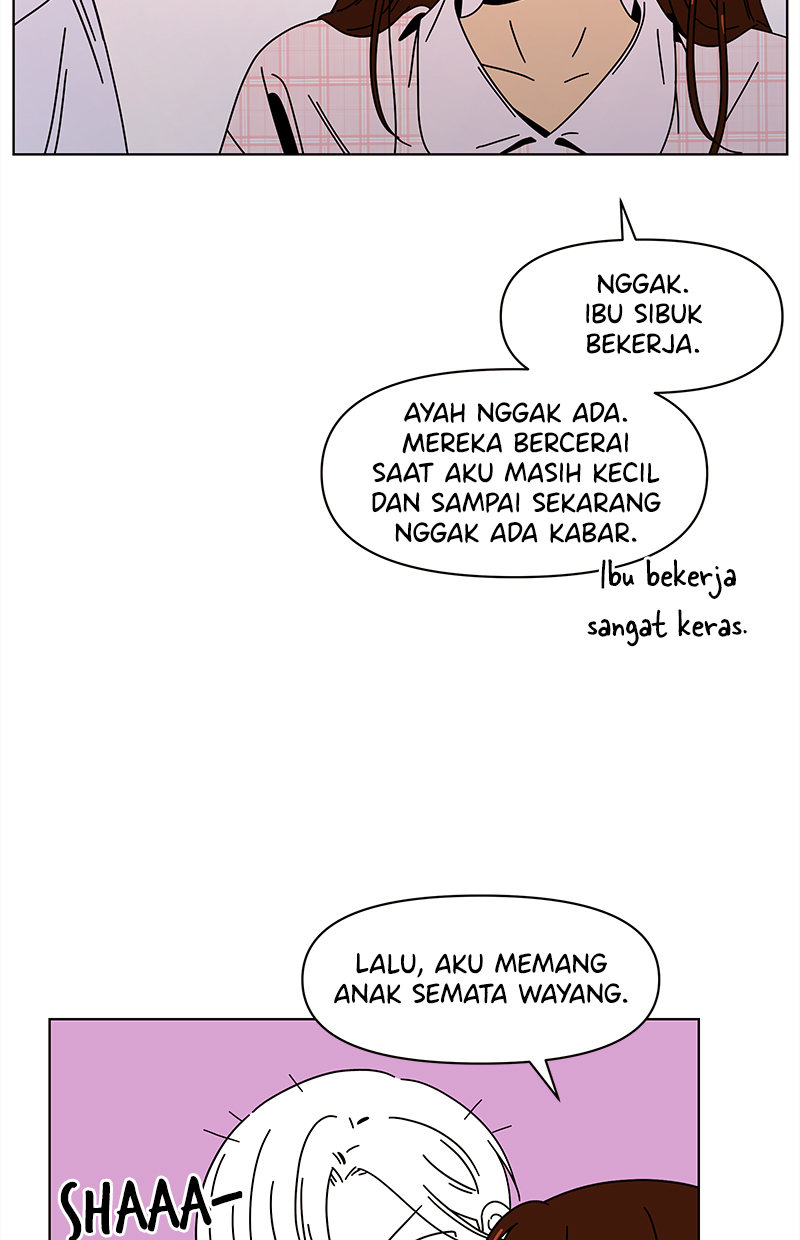 NGGAK.
IBU SIBUK
BEKERJA.
AYAH NGGAK ADA.
MEREKA BERCERAI
SAAT AKU MASIH KECIL
DAN SAMPAI SEKARANG
NGGAK ADA KABAR.
Ibu bekerja
sangat keras.
LALU, AKU MEMANG
ANAK SEMATA WAYANG.
SHAAA-